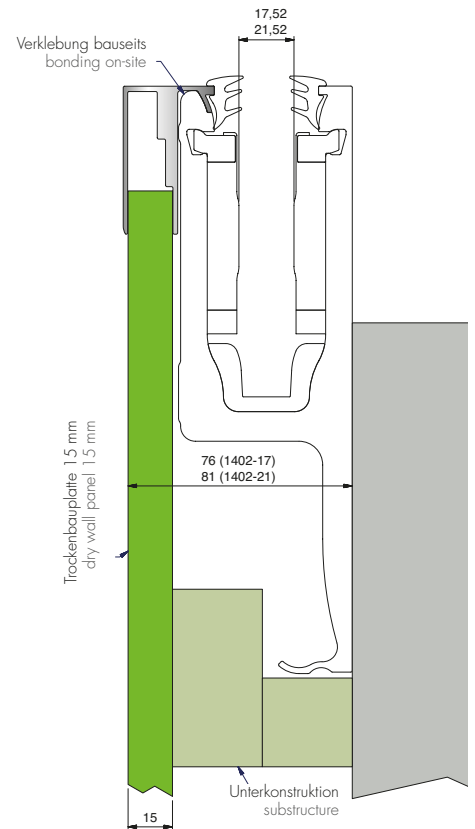 17,52
21,52
Verklebung bauseits
bonding on-site
Trockenbauplatte 15 mm
dry wall panel 15 mm
76 (1402-17)
81 (1402-21)
Unterkonstruktion
substructure
15